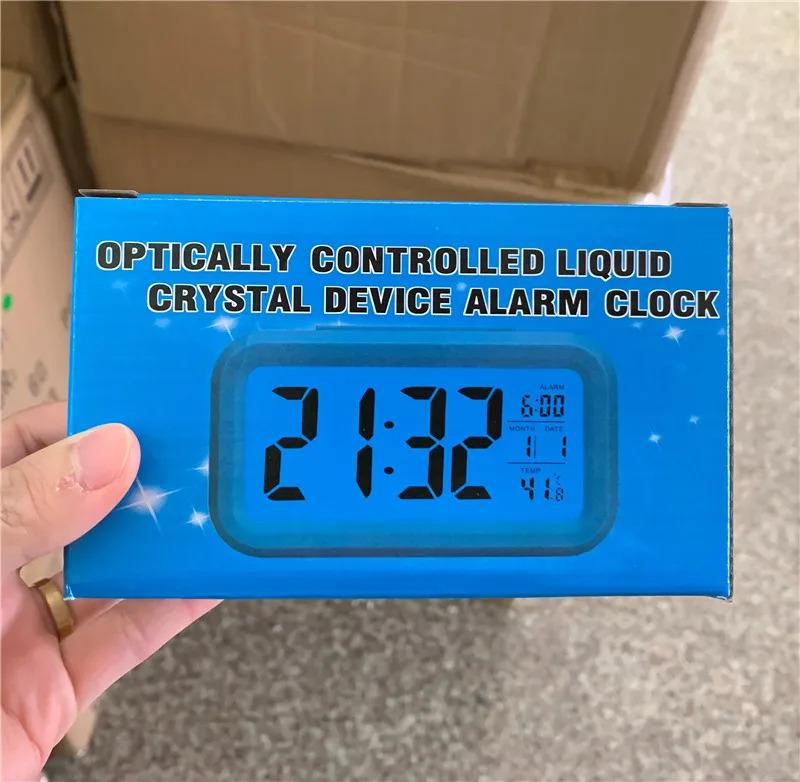 OPTICALLY CONTROLLED LIQUID
CRYSTAL DEVICE ALARM CLOCK
21:32
ALARM
6:00
MONTH DATE
1 1
TEMP
41.8 °C